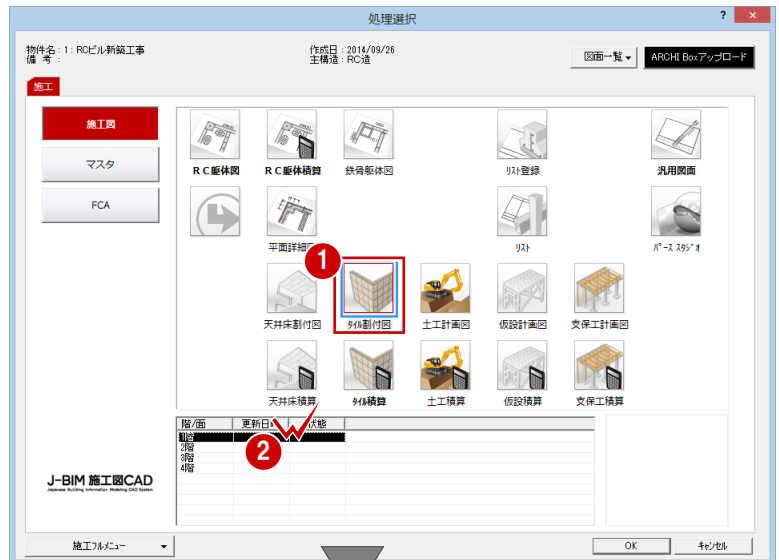 処理選択
? ×
物件名：1：RCビル新築工事
備 考 ：
作成日：2014/09/26
主構造：RC造
図面一覧
ARCHI Boxアップロード
施工
施工図
マスタ
FCA
ＲＣ躯体図
ＲＣ躯体積算
鉄骨躯体図
ﾘｽﾄ登録
汎用図面
平面詳細
ﾘｽﾄ
ﾊﾟｰｽ ｽﾀｼﾞｵ
1
天井床割付図
ﾀｲﾙ割付図
土工計画図
仮設計画図
支保工計画図
天井床積算
ﾀｲﾙ積算
土工積算
仮設積算
支保工積算
階/面
更新日
状態
1階
2階
3階
4階
2
J-BIM 施工図CAD
Japanese Building Information Modeling CAD System
施工フルメニュー
OK
ｷｬﾝｾﾙ